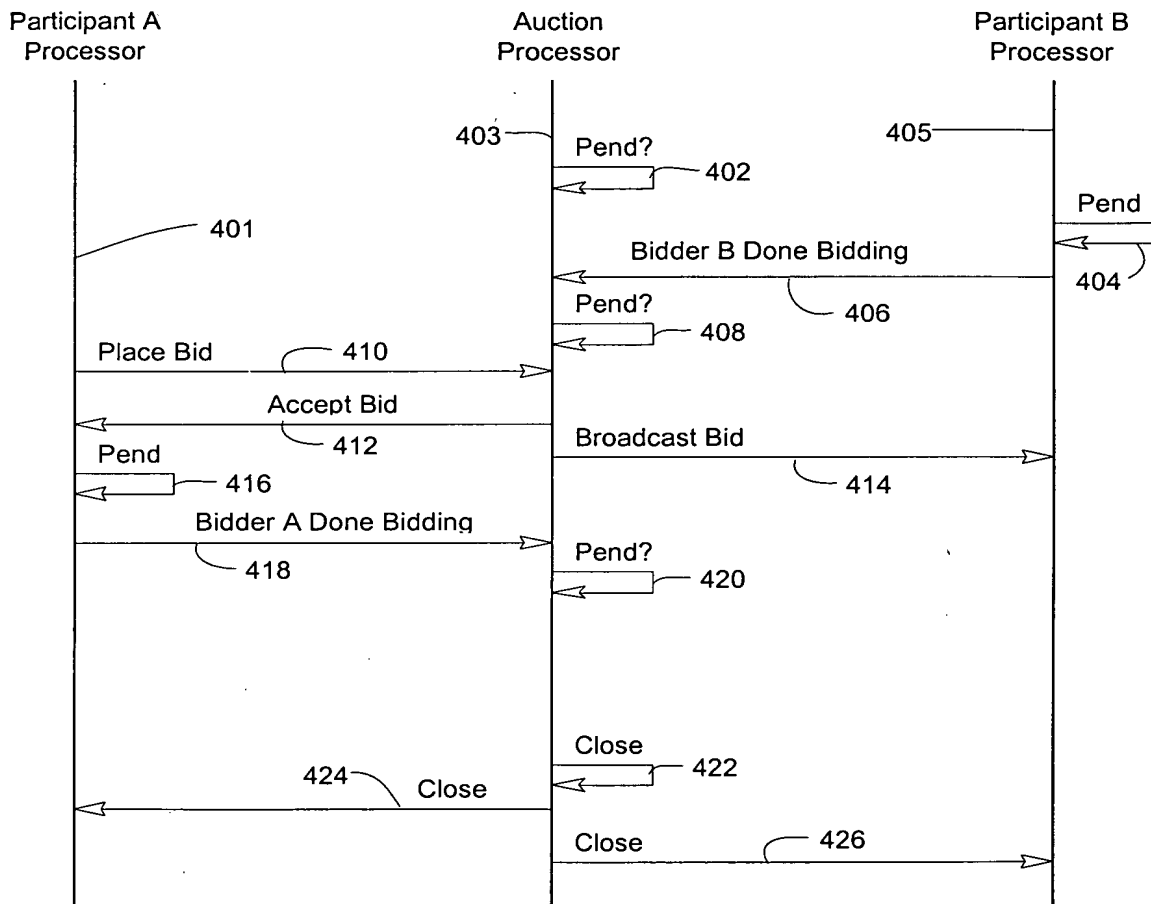 Participant A
Processor
Auction
Processor
Participant B
Processor
403
405
Pend?
402
401
Pend
Bidder B Done Bidding
404
406
Pend?
408
Place Bid
410
Accept Bid
412
Broadcast Bid
414
Pend
416
Bidder A Done Bidding
418
Pend?
420
Close
422
424
Close
Close
426